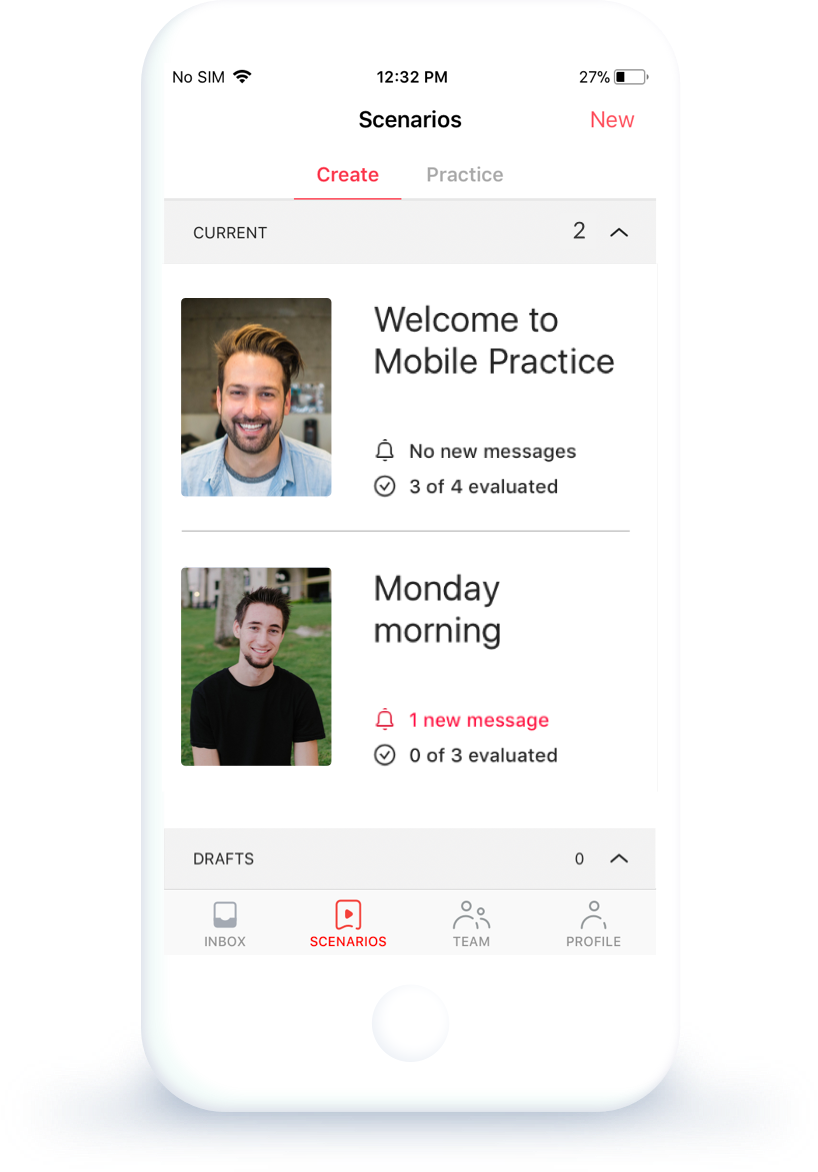 No SIM 12:32 PM 27%
Scenarios New
Create Practice
CURRENT 2
Welcome to
Mobile Practice
No new messages
3 of 4 evaluated
Monday
morning
1 new message
0 of 3 evaluated
DRAFTS 0
INBOX SCENARIOS TEAM PROFILE